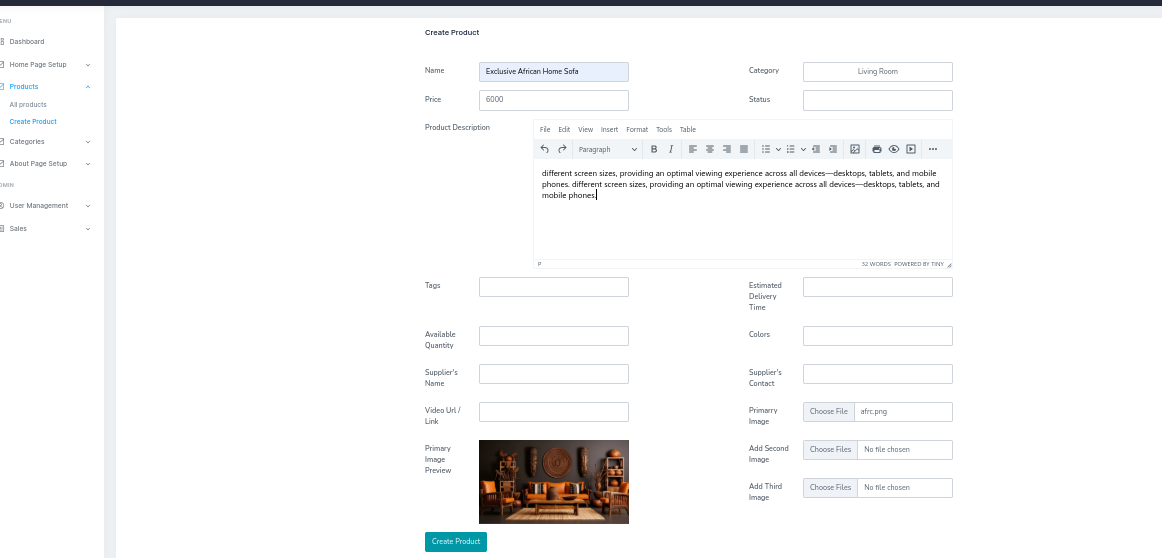 Create Product
Dashboard
Home Page Setup
Products
All products
Create Product
Categories
About Page Setup
User Management
Sales
Name
Exclusive African Home Sofa
Category
Living Room
Price
6000
Status
Product Description
File Edit View Insert Format Tools Table
Paragraph B I
different screen sizes, providing an optimal viewing experience across all devices—desktops, tablets, and mobile
phones. different screen sizes, providing an optimal viewing experience across all devices—desktops, tablets, and
mobile phones.
P
32 WORDS POWERED BY TINY
Tags
Estimated
Delivery
Time
Available
Quantity
Colors
Supplier's
Name
Supplier's
Contact
Video Url /
Link
Primarry
Image
Choose File afrc.png
Primary
Image
Preview
Add Second
Image
Choose Files No file chosen
Add Third
Image
Choose Files No file chosen
Create Product